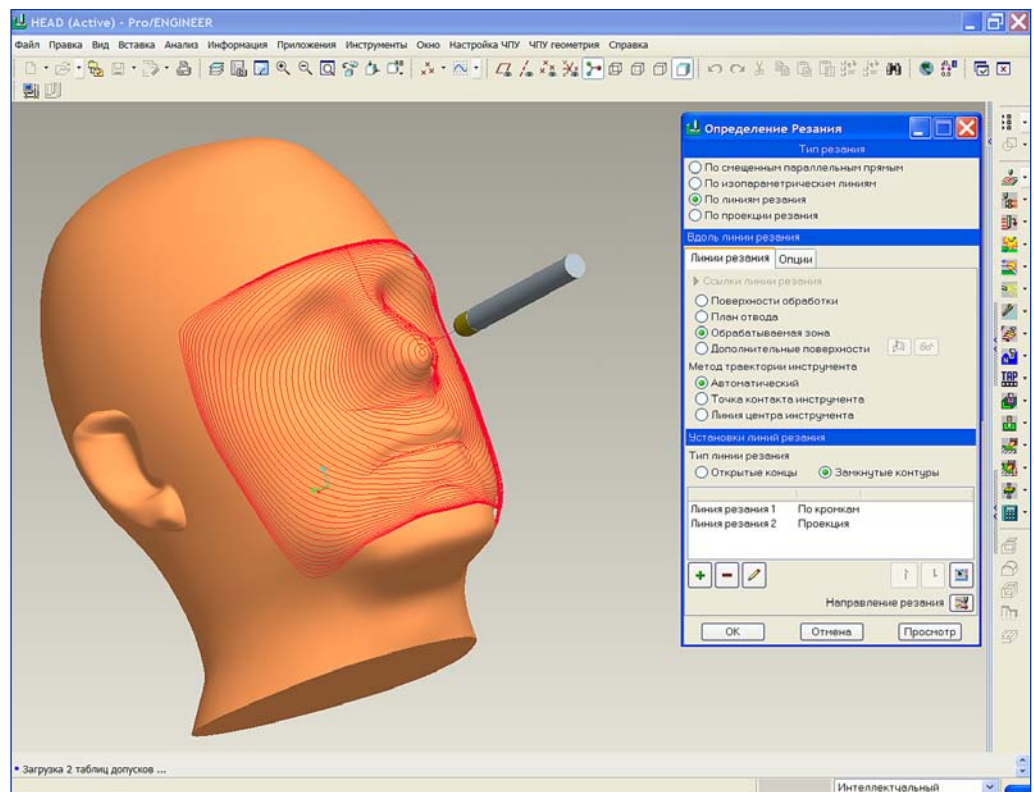 HEAD (Active) - Pro/ENGINEER
Файл Правка Вид Вставка Анализ Информация Приложения Инструменты Окно Настройка ЧПУ ЧПУ геометрия Справка
Определение Резания
Тип резания
По смещенным параллельным прямым
По изопараметрическим линиям
По линиям резания
По проекции резания
Вдоль линии резания
Линии резания Опции
Ссылки линии резания
Поверхности обработки
План отвода
Обрабатываемая зона
Дополнительные поверхности
Метод траектории инструмента
Автоматический
Точка контакта инструмента
Линия центра инструмента
Установки линий резания
Тип линии резания
Открытые концы Замкнутые контуры
Линия резания 1 По кромкам
Линия резания 2 Проекция
Направление резания
OK Отмена Просмотр
TRP
• Загрузка 2 таблиц допусков ...
Интеллектуальный